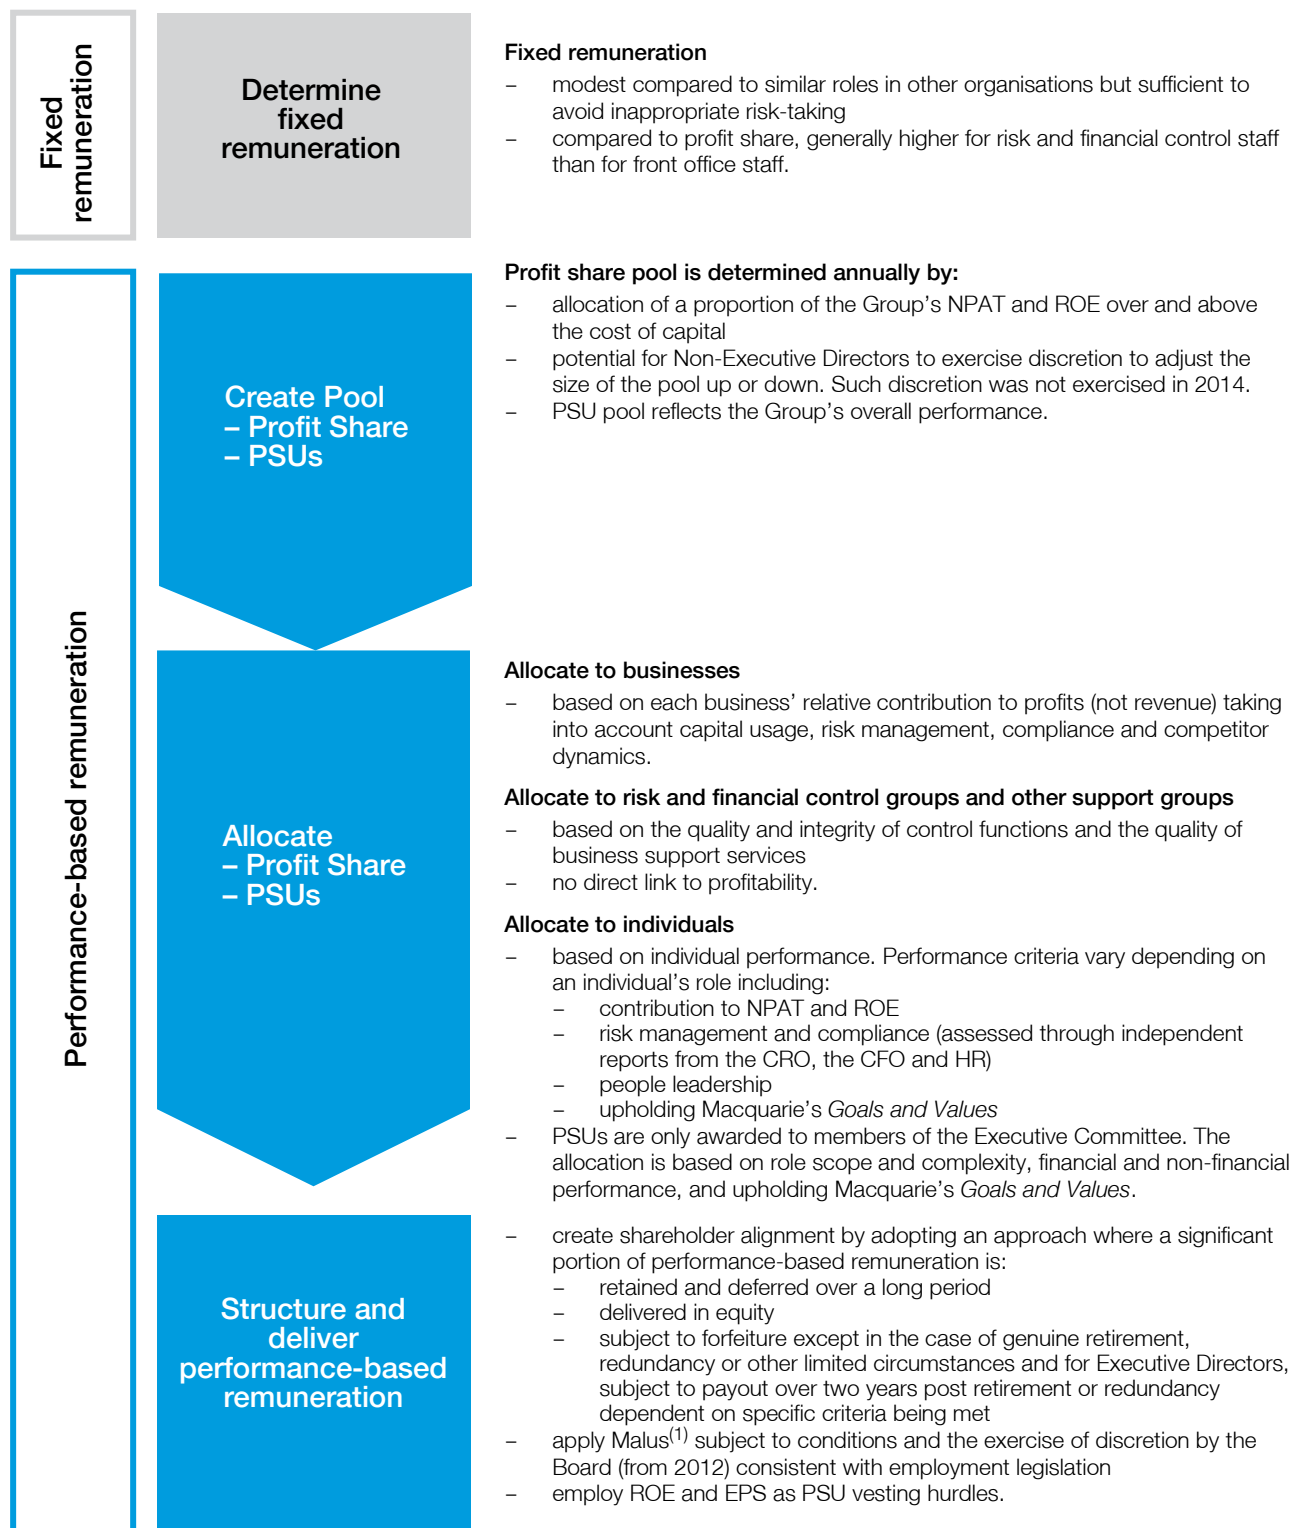 Fixed
remuneration
Determine
fixed
remuneration
Fixed remuneration
– modest compared to similar roles in other organisations but sufficient to
avoid inappropriate risk-taking
– compared to profit share, generally higher for risk and financial control staff
than for front office staff.
Performance-based remuneration
Create Pool
– Profit Share
– PSUs
Profit share pool is determined annually by:
– allocation of a proportion of the Group’s NPAT and ROE over and above
the cost of capital
– potential for Non-Executive Directors to exercise discretion to adjust the
size of the pool up or down. Such discretion was not exercised in 2014.
– PSU pool reflects the Group’s overall performance.
Allocate
– Profit Share
– PSUs
Allocate to businesses
– based on each business’ relative contribution to profits (not revenue) taking
into account capital usage, risk management, compliance and competitor
dynamics.
Allocate to risk and financial control groups and other support groups
– based on the quality and integrity of control functions and the quality of
business support services
– no direct link to profitability.
Allocate to individuals
– based on individual performance. Performance criteria vary depending on
an individual’s role including:
– contribution to NPAT and ROE
– risk management and compliance (assessed through independent
reports from the CRO, the CFO and HR)
– people leadership
– upholding Macquarie’s Goals and Values
– PSUs are only awarded to members of the Executive Committee. The
allocation is based on role scope and complexity, financial and non-financial
performance, and upholding Macquarie’s Goals and Values.
Structure and
deliver
performance-based
remuneration
– create shareholder alignment by adopting an approach where a significant
portion of performance-based remuneration is:
– retained and deferred over a long period
– delivered in equity
– subject to forfeiture except in the case of genuine retirement,
redundancy or other limited circumstances and for Executive Directors,
subject to payout over two years post retirement or redundancy
dependent on specific criteria being met
– apply Malus(1) subject to conditions and the exercise of discretion by the
Board (from 2012) consistent with employment legislation
– employ ROE and EPS as PSU vesting hurdles.